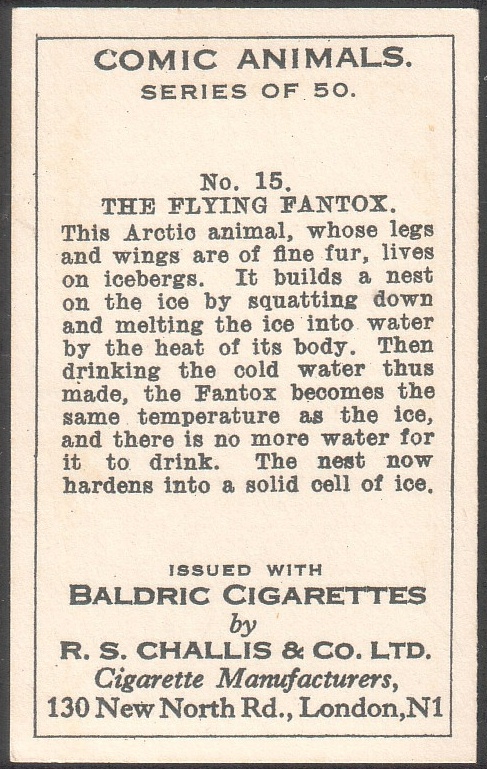 COMIC ANIMALS.
SERIES OF 50.
No. 15.
THE FLYING FANTOX.
This Arctic animal, whose legs
and wings are of fine fur, lives
on icebergs. It builds a nest
on the ice by squatting down
and melting the ice into water
by the heat of its body. Then
drinking the cold water thus
made, the Fantox becomes the
same temperature as the ice,
and there is no more water for
it to drink. The nest now
hardens into a solid cell of ice.
ISSUED WITH
BALDRIC CIGARETTES
by
R. S. CHALLIS & CO. LTD.
Cigarette Manufacturers,
130 New North Rd., London, N1